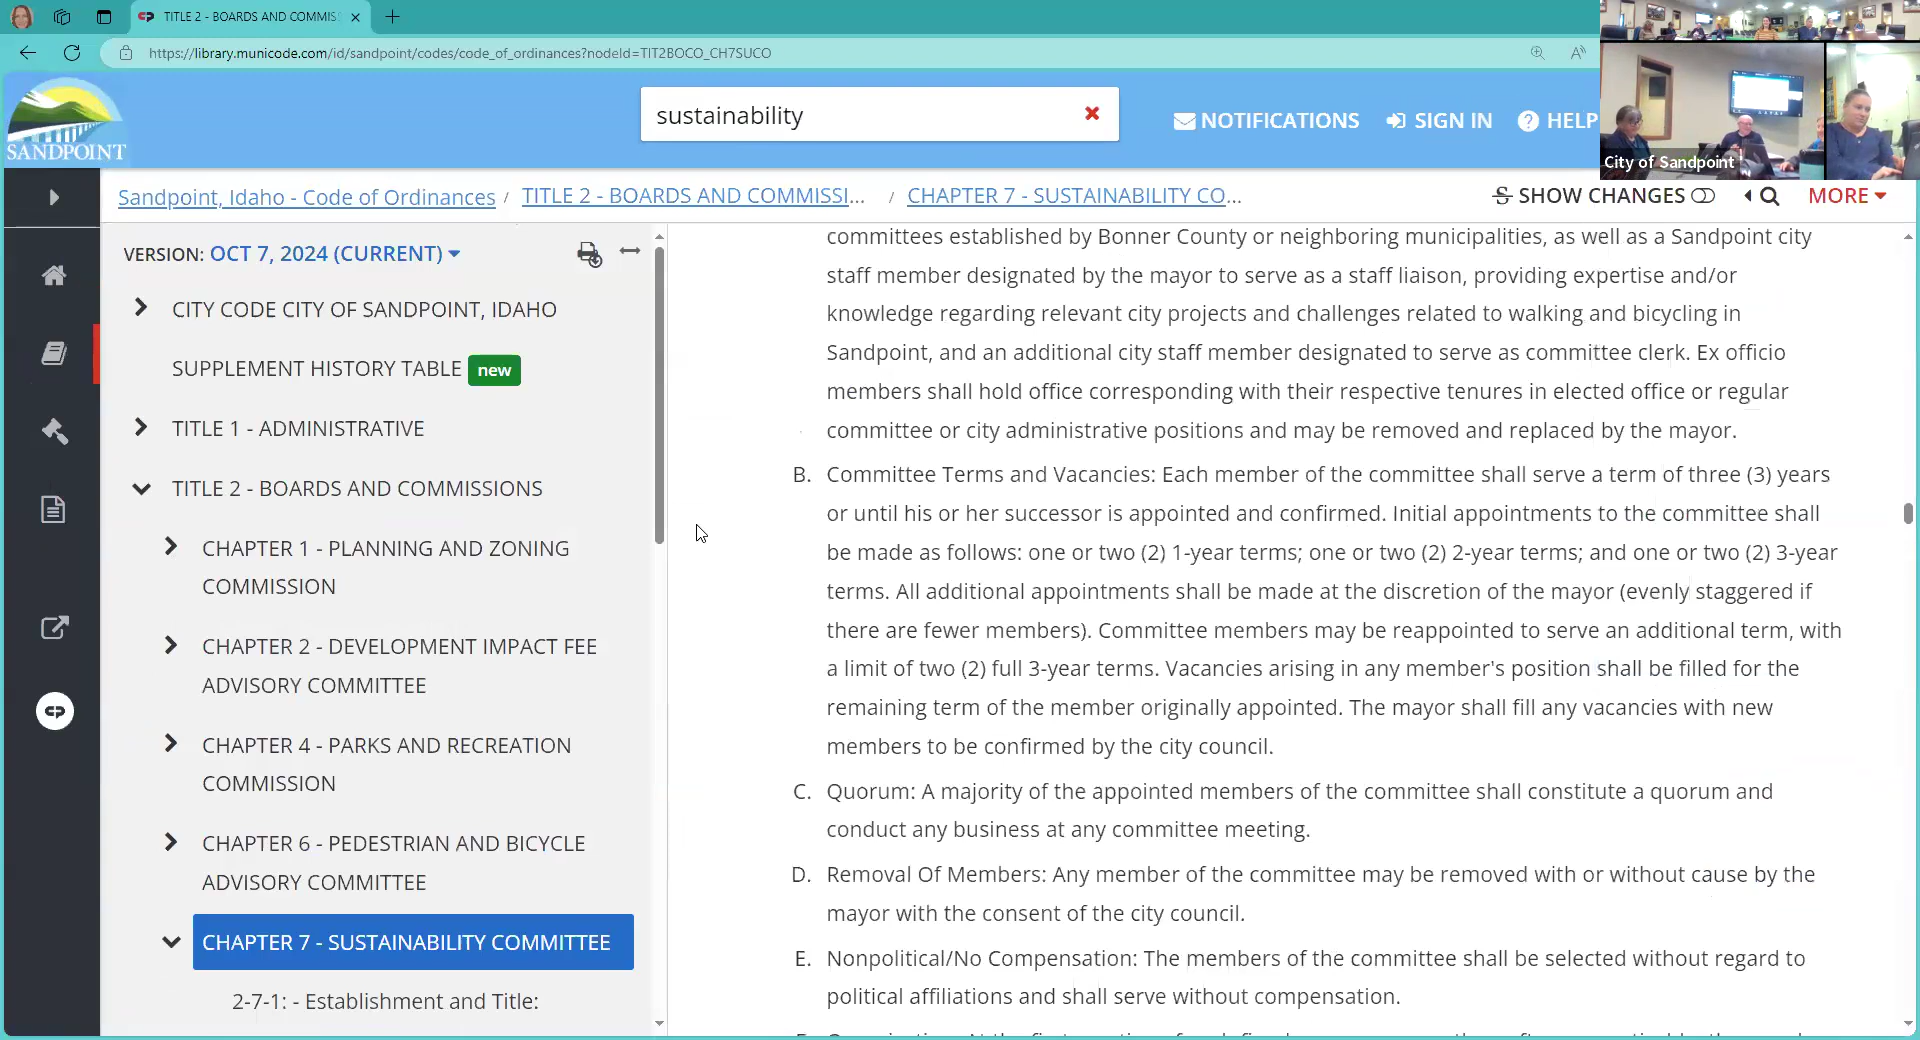 TITLE 2 - BOARDS AND COMMIS
https://library.municode.com/id/sandpoint/codes/code_of_ordinances?nodeId=TIT2BOCO_CH7SUCO
SANDPOINT
sustainability
NOTIFICATIONS
SIGN IN
HELP
City of Sandpoint
Sandpoint, Idaho - Code of Ordinances / TITLE 2 - BOARDS AND COMMISSI... / CHAPTER 7 - SUSTAINABILITY CO...
SHOW CHANGES
MORE
VERSION: OCT 7, 2024 (CURRENT)
CITY CODE CITY OF SANDPOINT, IDAHO
SUPPLEMENT HISTORY TABLE new
TITLE 1 - ADMINISTRATIVE
TITLE 2 - BOARDS AND COMMISSIONS
CHAPTER 1 - PLANNING AND ZONING
COMMISSION
CHAPTER 2 - DEVELOPMENT IMPACT FEE
ADVISORY COMMITTEE
CHAPTER 4 - PARKS AND RECREATION
COMMISSION
CHAPTER 6 - PEDESTRIAN AND BICYCLE
ADVISORY COMMITTEE
CHAPTER 7 - SUSTAINABILITY COMMITTEE
2-7-1: - Establishment and Title:
committees established by Bonner County or neighboring municipalities, as well as a Sandpoint city
staff member designated by the mayor to serve as a staff liaison, providing expertise and/or
knowledge regarding relevant city projects and challenges related to walking and bicycling in
Sandpoint, and an additional city staff member designated to serve as committee clerk. Ex officio
members shall hold office corresponding with their respective tenures in elected office or regular
committee or city administrative positions and may be removed and replaced by the mayor.
B. Committee Terms and Vacancies: Each member of the committee shall serve a term of three (3) years
or until his or her successor is appointed and confirmed. Initial appointments to the committee shall
be made as follows: one or two (2) 1-year terms; one or two (2) 2-year terms; and one or two (2) 3-year
terms. All additional appointments shall be made at the discretion of the mayor (evenly staggered if
there are fewer members). Committee members may be reappointed to serve an additional term, with
a limit of two (2) full 3-year terms. Vacancies arising in any member's position shall be filled for the
remaining term of the member originally appointed. The mayor shall fill any vacancies with new
members to be confirmed by the city council.
C. Quorum: A majority of the appointed members of the committee shall constitute a quorum and
conduct any business at any committee meeting.
D. Removal Of Members: Any member of the committee may be removed with or without cause by the
mayor with the consent of the city council.
E. Nonpolitical/No Compensation: The members of the committee shall be selected without regard to
political affiliations and shall serve without compensation.